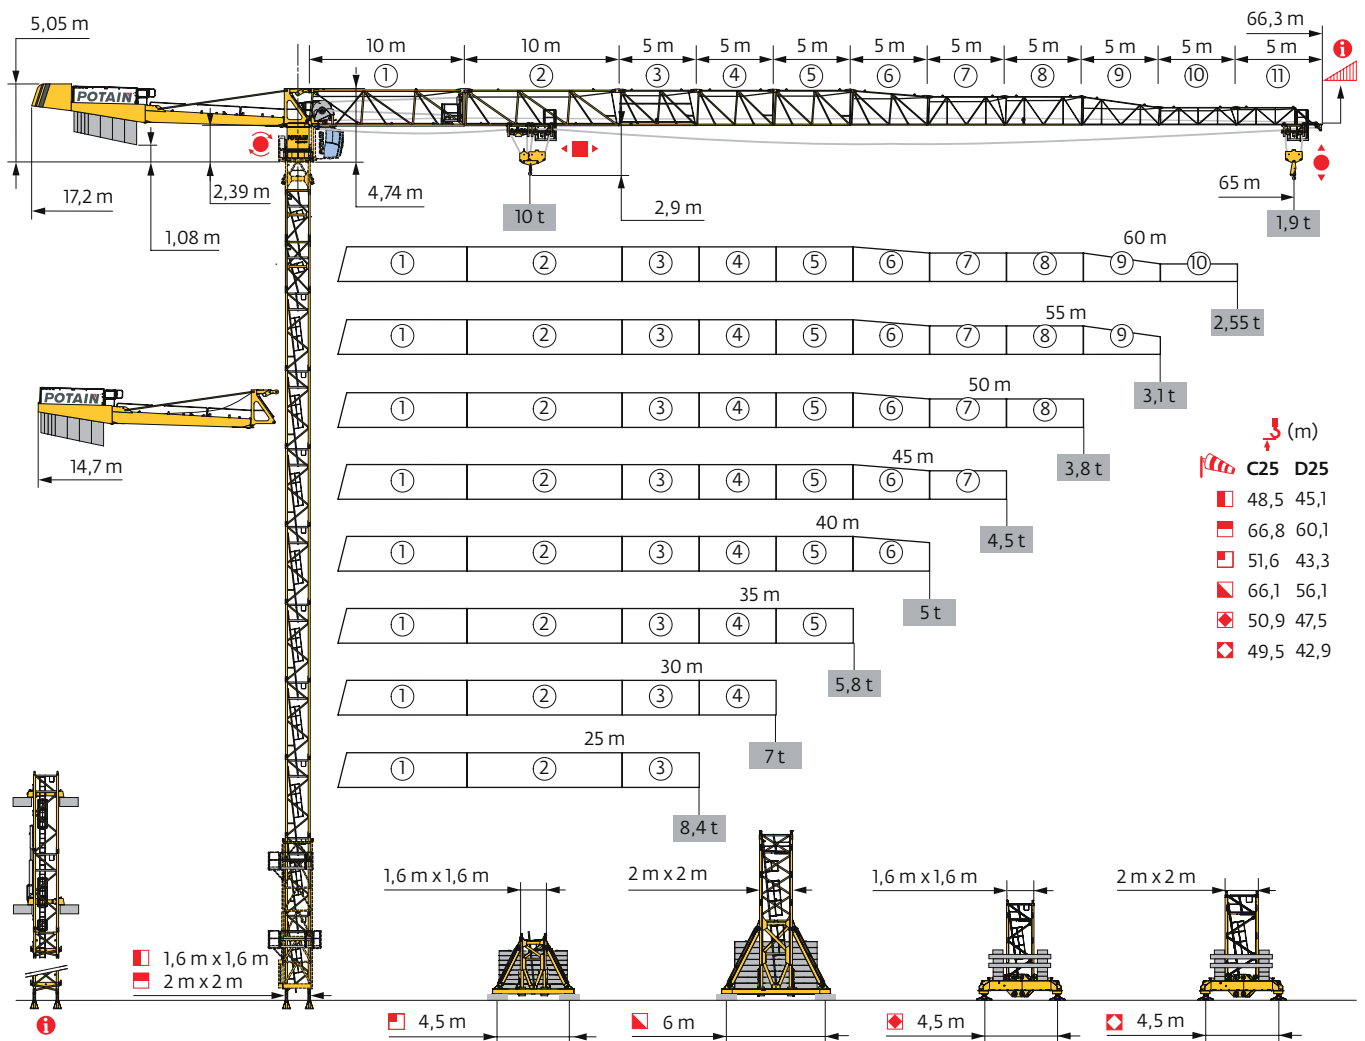 5,05 m
66,3 m
10 m 10 m 5 m 5 m 5 m 5 m 5 m 5 m 5 m 5 m 5 m
1 2 3 4 5 6 7 8 9 10 11
i
POTAIN
POTAIN
17,2 m
1,08 m
2,39 m
4,74 m
10 t
2,9 m
65 m
1,9 t
60 m
1 2 3 4 5 6 7 8 9 10
2,55 t
55 m
1 2 3 4 5 6 7 8 9
3,1 t
POTAIN
14,7 m
50 m
1 2 3 4 5 6 7 8
3,8 t
45 m
1 2 3 4 5 6 7
4,5 t
40 m
1 2 3 4 5 6
5 t
35 m
1 2 3 4 5
5,8 t
30 m
1 2 3 4
7 t
25 m
1 2 3
8,4 t
(m)
C25 D25
48,5 45,1
66,8 60,1
51,6 43,3
66,1 56,1
50,9 47,5
49,5 42,9
1,6 m x 1,6 m
2 m x 2 m
1,6 m x 1,6 m
2 m x 2 m
1,6 m x 1,6 m
2 m x 2 m
i
4,5 m
6 m
4,5 m
4,5 m